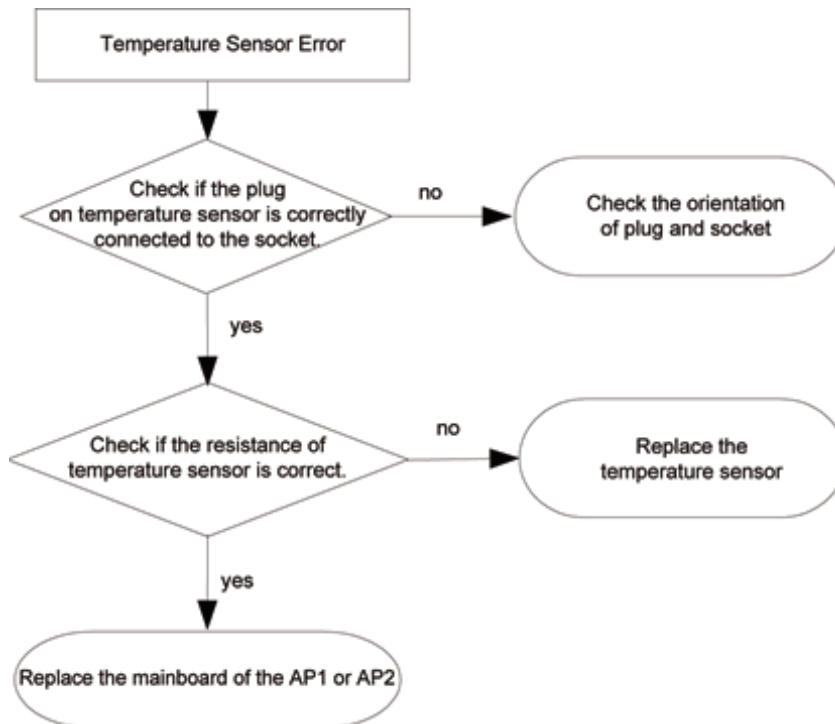 Temperature Sensor Error
Check if the plug
on temperature sensor is correctly
connected to the socket.
no
Check the orientation
of plug and socket
yes
Check if the resistance of
temperature sensor is correct.
no
Replace the
temperature sensor
yes
Replace the mainboard of the AP1 or AP2